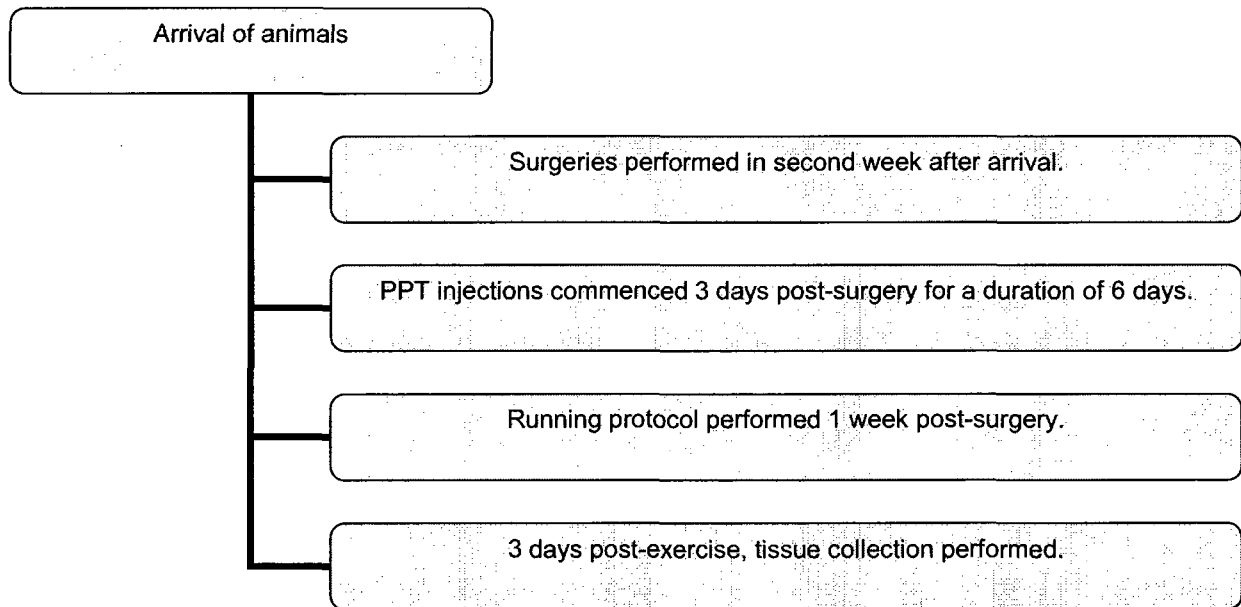 Arrival of animals
Surgeries performed in second week after arrival.
PPT injections commenced 3 days post-surgery for a duration of 6 days.
Running protocol performed 1 week post-surgery.
3 days post-exercise, tissue collection performed.